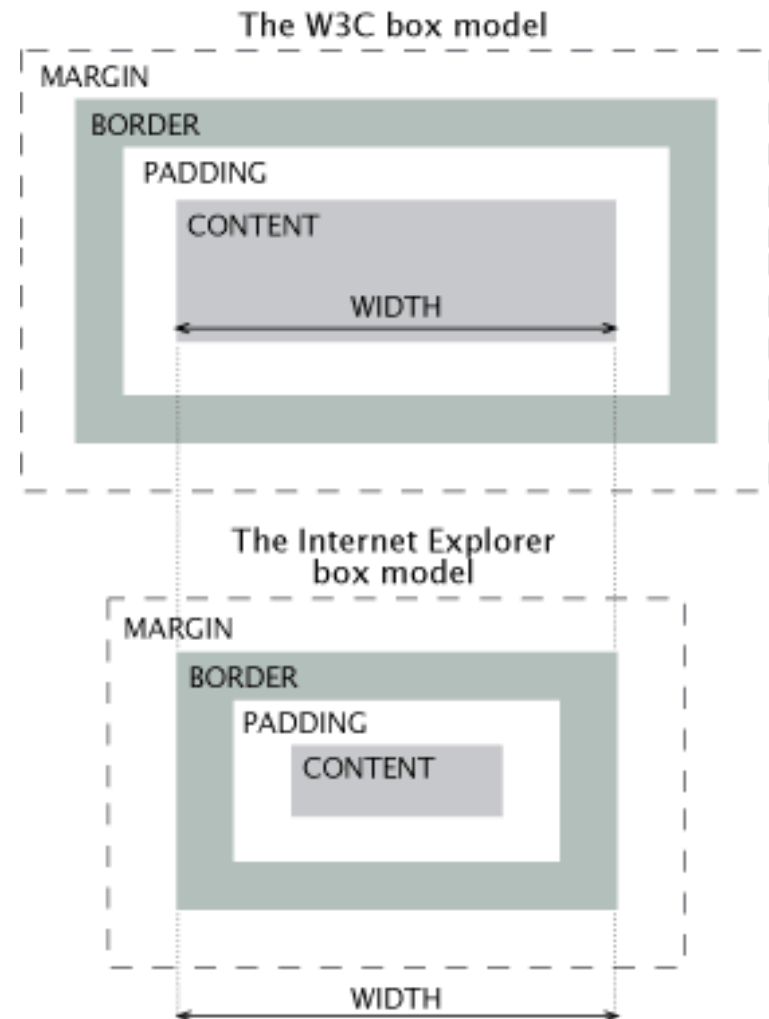 The W3C box model
MARGIN
BORDER
PADDING
CONTENT
WIDTH
The Internet Explorer
box model
MARGIN
BORDER
PADDING
CONTENT
WIDTH